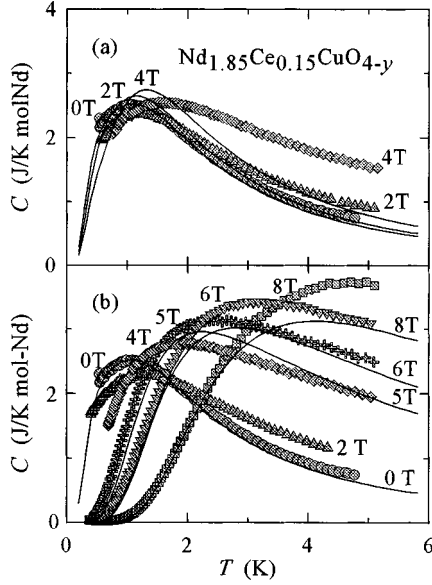 (a)
Nd1.85Ce0.15CuO4-y
0T
2T
4T
4T
2T
C (J/K molNd)
4
2
0
(b)
0T
4T
5T
6T
8T
8T
6T
5T
2 T
0 T
C (J/K mol-Nd)
4
2
0
0
2
4
6
T (K)